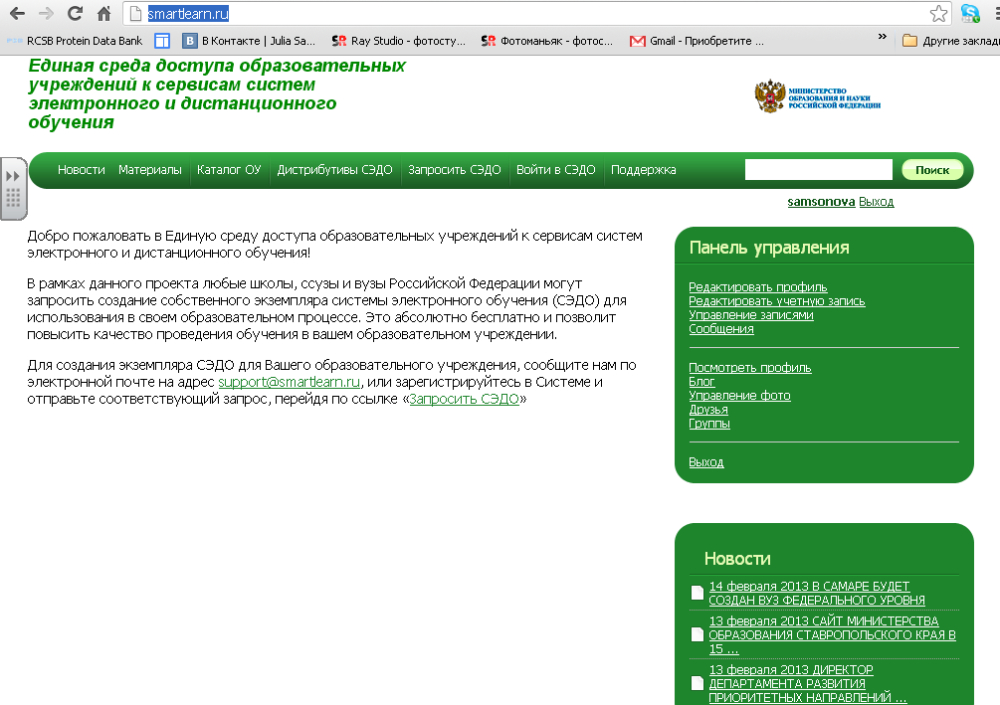 smartlearn.ru
RCSB Protein Data Bank
В Контакте | Julia Sa...
Ray Studio - фотосту...
Фотоманьяк - фотос...
Gmail - Приобретите ...
»
Другие заклад
Единая среда доступа образовательных
учреждений к сервисам систем
электронного и дистанционного
обучения
МИНИСТЕРСТВО
ОБРАЗОВАНИЯ И НАУКИ
РОССИЙСКОЙ ФЕДЕРАЦИИ
Новости Материалы Каталог ОУ Дистрибутивы СЭДО Запросить СЭДО Войти в СЭДО Поддержка
Поиск
samsonova Выход
Добро пожаловать в Единую среду доступа образовательных учреждений к сервисам систем
электронного и дистанционного обучения!
В рамках данного проекта любые школы, ссузы и вузы Российской Федерации могут
запросить создание собственного экземпляра системы электронного обучения (СЭДО) для
использования в своем образовательном процессе. Это абсолютно бесплатно и позволит
повысить качество проведения обучения в вашем образовательном учреждении.
Для создания экземпляра СЭДО для Вашего образовательного учреждения, сообщите нам по
электронной почте на адрес support@smartlearn.ru, или зарегистрируйтесь в Системе и
отправьте соответствующий запрос, перейдя по ссылке «Запросить СЭДО»
Панель управления
Редактировать профиль
Редактировать учетную запись
Управление записями
Сообщения
Посмотреть профиль
Блог
Управление фото
Друзья
Группы
Выход
Новости
14 февраля 2013 В САМАРЕ БУДЕТ
СОЗДАН ВУЗ ФЕДЕРАЛЬНОГО УРОВНЯ
13 февраля 2013 САЙТ МИНИСТЕРСТВА
ОБРАЗОВАНИЯ СТАВРОПОЛЬСКОГО КРАЯ В
15 ...
13 февраля 2013 ДИРЕКТОР
ДЕПАРТАМЕНТА РАЗВИТИЯ
ПРИОРИТЕТНЫХ НАПРАВЛЕНИЙ ...